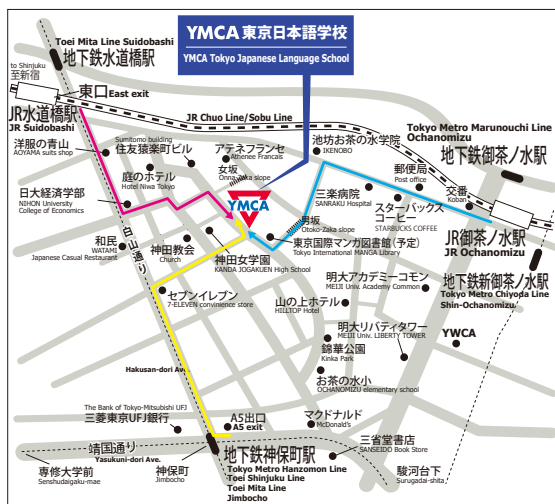 YMCA 東京日本語学校
YMCA Tokyo Japanese Language School
Toei Mita Line Suidobashi
地下鉄水道橋駅
to Shinjuku
至新宿
東口East exit
JR Chuo Line/Sobu Line
JR水道橋駅
JR Suidobashi
洋服の青山
AOYAMA suits shop
Sumitomo building
住友猿楽町ビル
アテネフランセ
Athenee Francais
女坂
Onna-zaka slope
庭のホテル
Hotel Niwa Tokyo
池坊お茶の水学院
IKENOBO
Tokyo Metro Marunouchi Line
Ochanomizu
地下鉄御茶ノ水駅
郵便局
Post office
交番
Koban
三楽病院
SANRAKU Hospital
スターバックス
コーヒー
STARBUCKS COFFEE
日大経済学部
NIHON University
College of Economics
YMCA
男坂
Otoko-Zaka slope
JR御茶ノ水駅
JR Ochanomizu
和民
WATAMI
Japanese Casual Restaurant
白山通り
神田教会
Church
神田女学園
KANDA JOGAKUEN High School
東京国際マンガ図書館(予定)
Tokyo International MANGA Library
地下鉄新御茶ノ水駅
Tokyo Metro Chiyoda Line
Shin-Ochanomizu
セブンイレブン
7-ELEVEN convinience store
明大アカデミーコモン
MEIJI Univ. Academy Common
山の上ホテル
HILLTOP Hotel
明大リバティタワー
MEIJI Univ. LIBERTY TOWER
YWCA
錦華公園
Kinka Park
お茶の水小
OCHANOMIZU elementary school
Hakusan-dori Ave.
The Bank of Tokyo-Mitsubishi UFJ
三菱東京UFJ銀行
A5出口
A5 exit
マクドナルド
McDonald's
靖国通り
Yasukuni-dori Ave.
地下鉄神保町駅
Tokyo Metro Hanzomon Line
Toei Shinjuku Line
Toei Mita Line
Jimbocho
三省堂書店
SANSEIDO Book Store
専修大学前
Senshudaigaku-mae
神保町
Jimbocho
駿河台下
Surugadai-shita